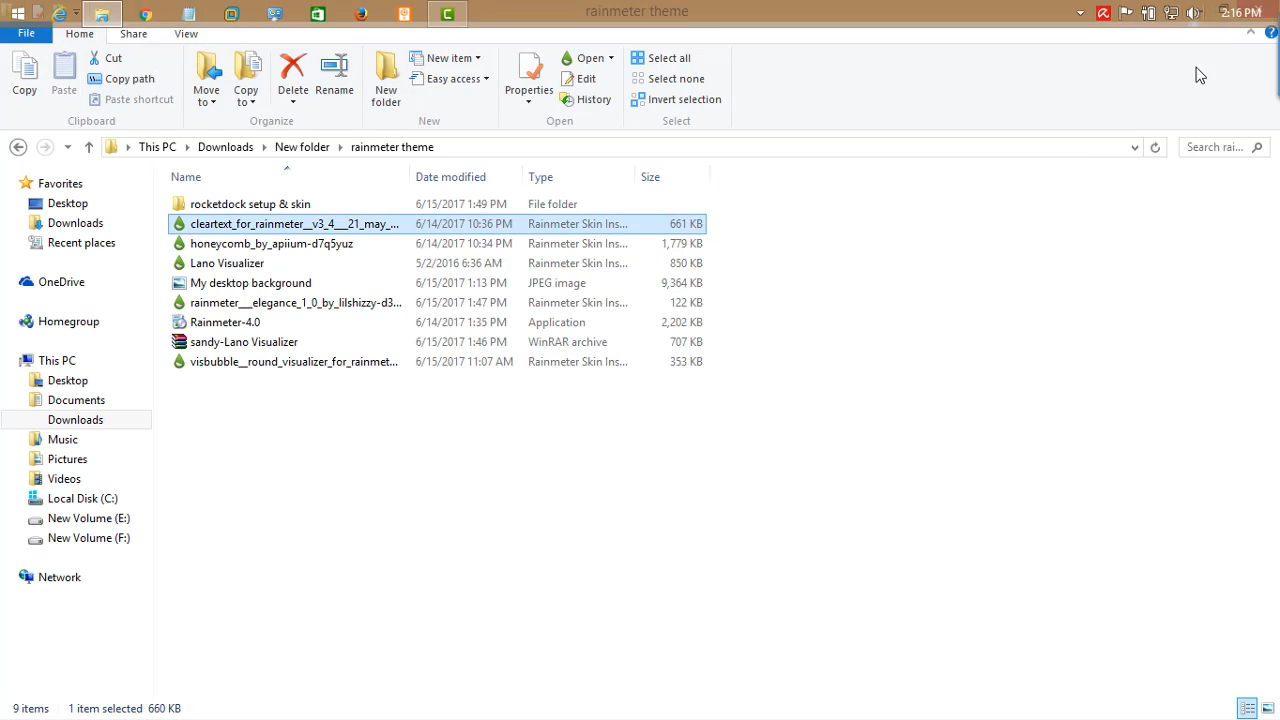 rainmeter theme
2:16 PM
File Home Share View
Copy
Paste
Cut
Copy path
Paste shortcut
Clipboard
Move to
Copy to
Delete
Rename
Organize
New folder
New item
Easy access
New
Properties
Open
Edit
History
Open
Select all
Select none
Invert selection
Select
This PC Downloads New folder rainmeter theme
Search rai...
Name Date modified Type Size
rocketdock setup & skin 6/15/2017 1:49 PM File folder
cleartext_for_rainmeter__v3_4___21_may_... 6/14/2017 10:36 PM Rainmeter Skin Ins... 661 KB
honeycomb_by_apiium-d7q5yuz 6/14/2017 10:34 PM Rainmeter Skin Ins... 1,779 KB
Lano Visualizer 5/2/2016 6:36 AM Rainmeter Skin Ins... 850 KB
My desktop background 6/15/2017 1:13 PM JPEG image 9,364 KB
rainmeter___elegance_1_0_by_lilshizzy-d3... 6/15/2017 1:47 PM Rainmeter Skin Ins... 122 KB
Rainmeter-4.0 6/14/2017 1:35 PM Application 2,202 KB
sandy-Lano Visualizer 6/15/2017 1:46 PM WinRAR archive 707 KB
visbubble__round_visualizer_for_rainmet... 6/15/2017 11:07 AM Rainmeter Skin Ins... 353 KB
Favorites
Desktop
Downloads
Recent places
OneDrive
Homegroup
This PC
Desktop
Documents
Downloads
Music
Pictures
Videos
Local Disk (C:)
New Volume (E:)
New Volume (F:)
Network
9 items 1 item selected 660 KB